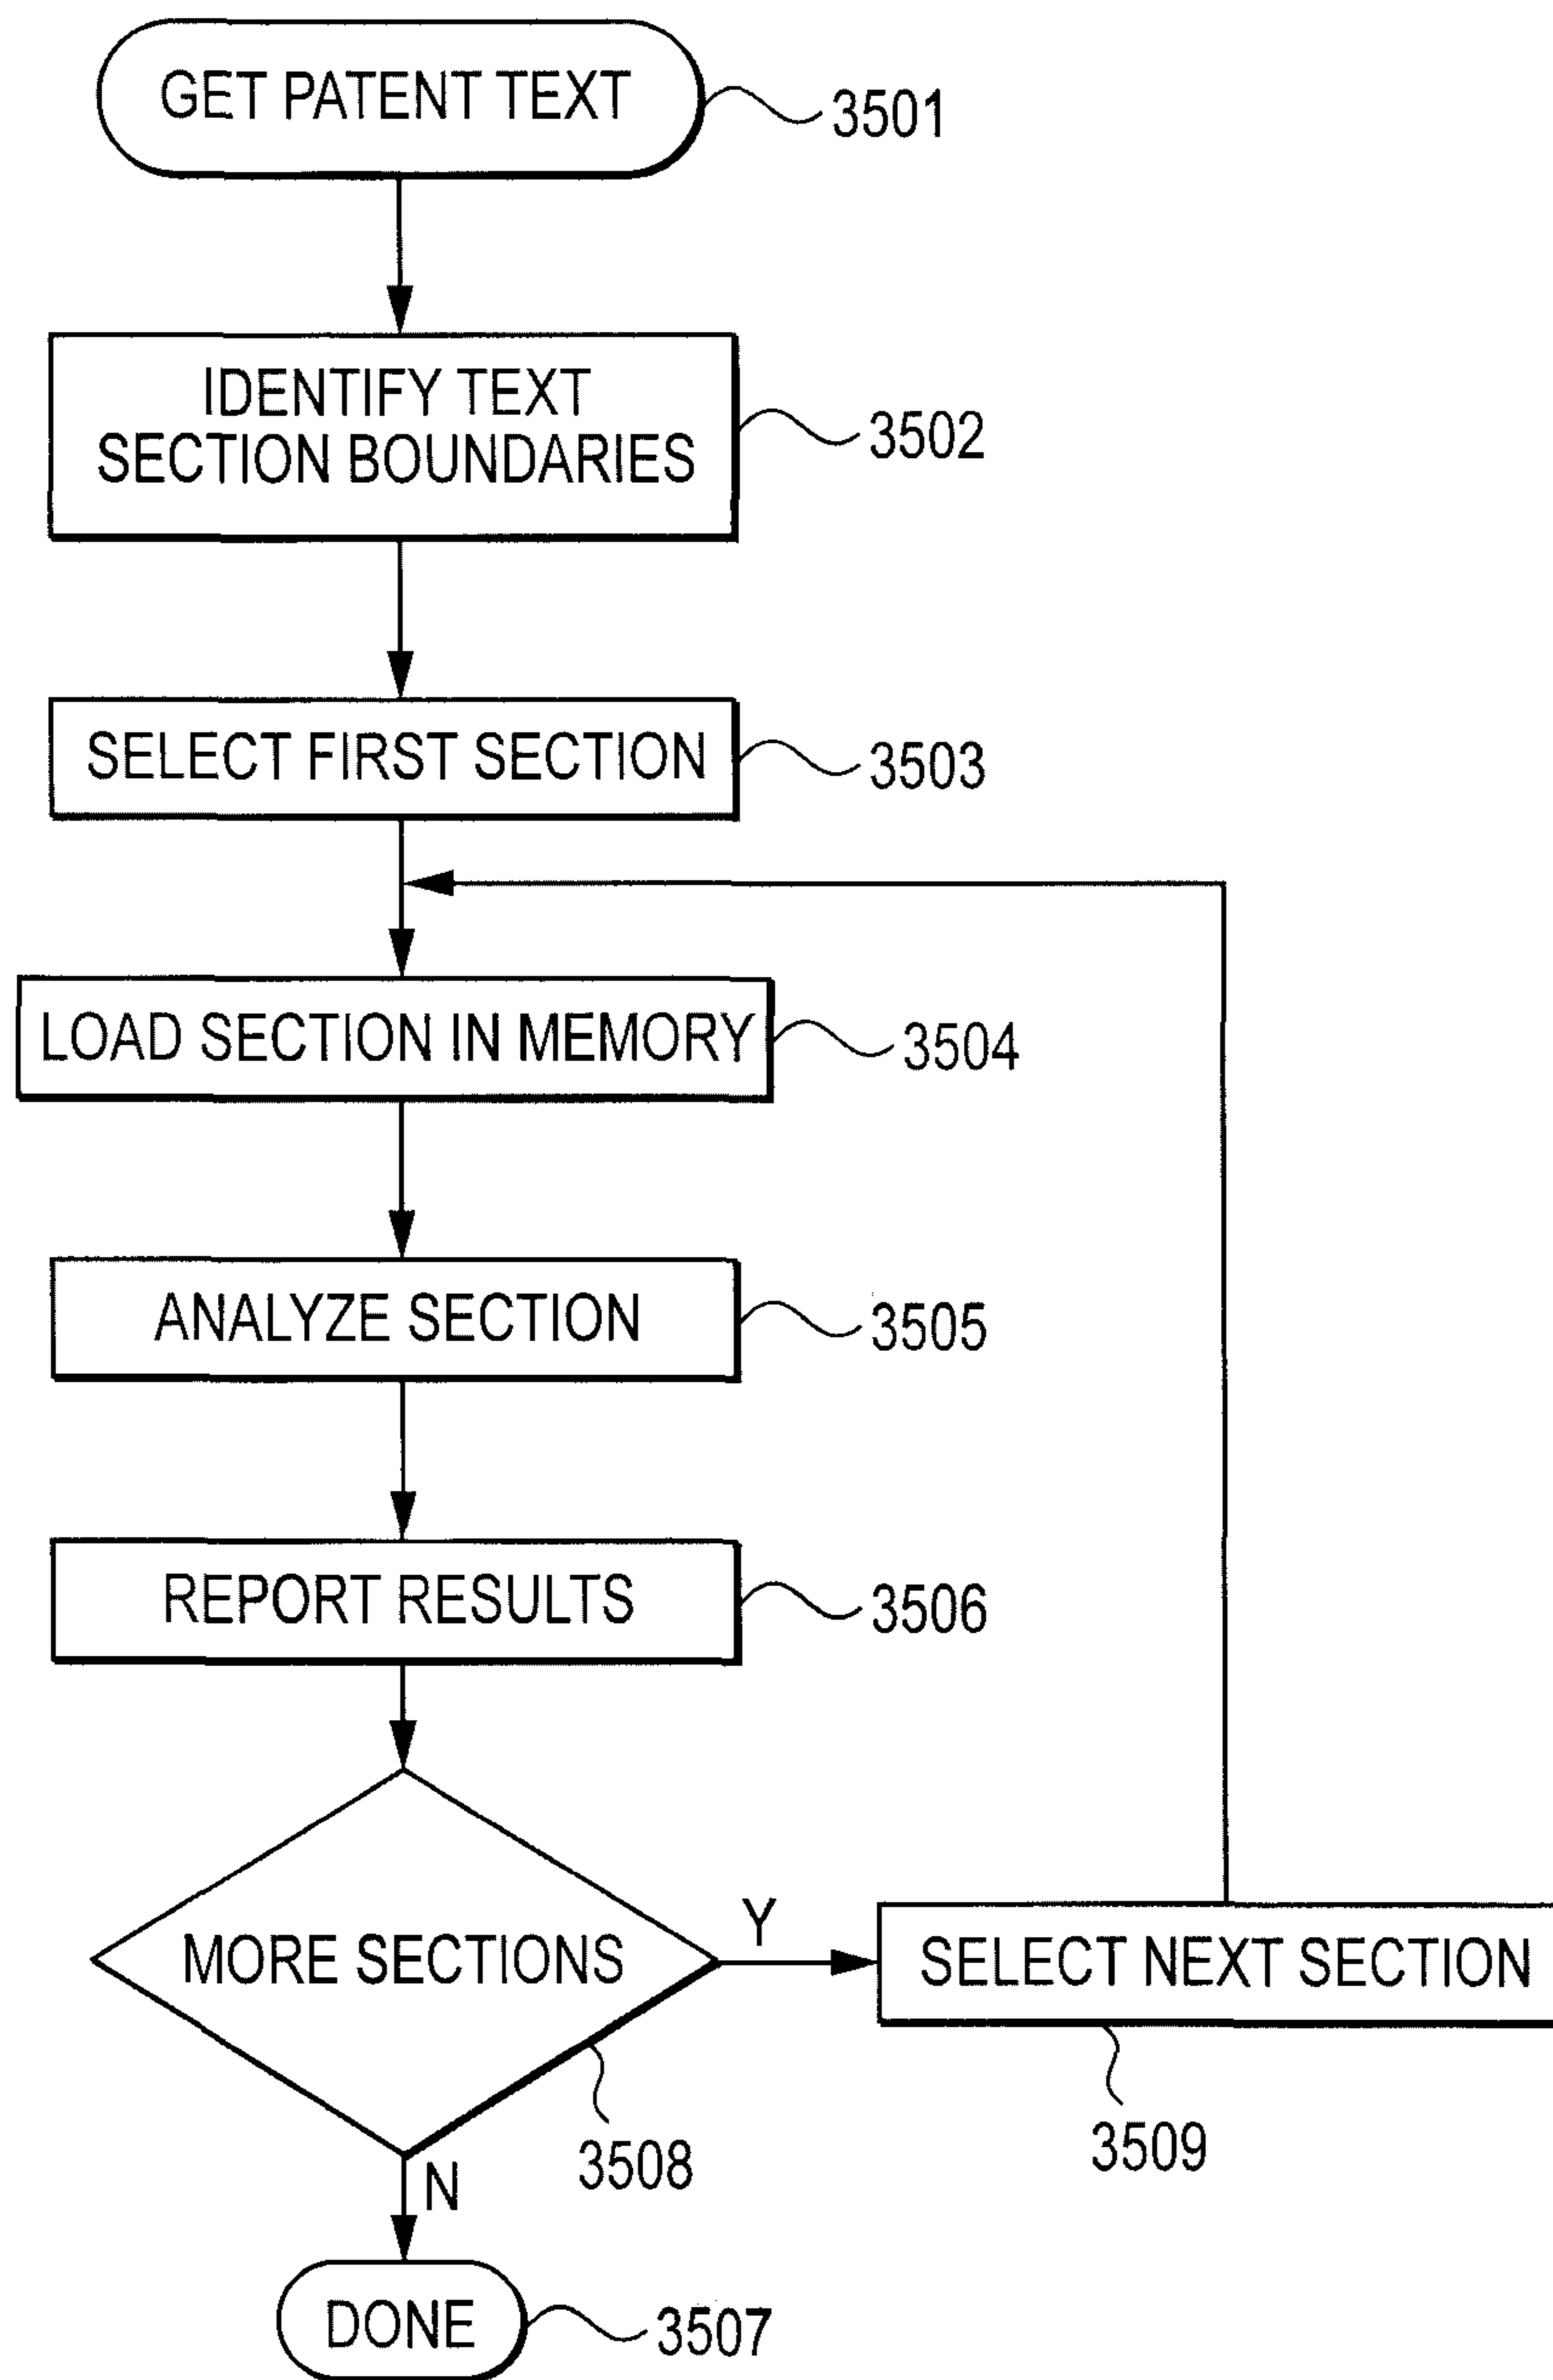 GET PATENT TEXT
3501
IDENTIFY TEXT
SECTION BOUNDARIES
3502
SELECT FIRST SECTION
3503
LOAD SECTION IN MEMORY
3504
ANALYZE SECTION
3505
REPORT RESULTS
3506
MORE SECTIONS
Y
SELECT NEXT SECTION
3508
3509
N
DONE
3507